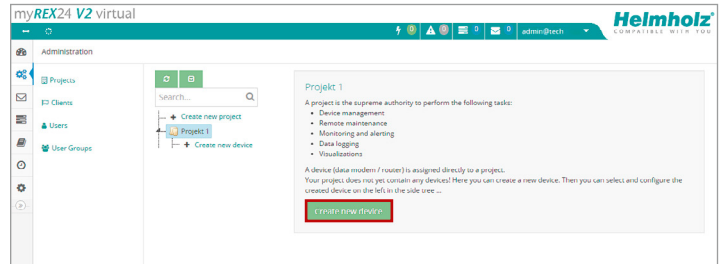 myREX24 V2 virtual
Helmholz
COMPATIBLE WITH YOU
0
0
0
0
admin@tech
Administration
Projects
Clients
Users
User Groups
Search...
Create new project
Projekt 1
Create new device
Projekt 1
A project is the supreme authority to perform the following tasks:
• Device management
• Remote maintenance
• Monitoring and alerting
• Data logging
• Visualizations
A device (data modem / router) is assigned directly to a project.
Your project does not yet contain any devices! Here you can create a new device. Then you can select and configure the
created device on the left in the side tree ...
Create new device